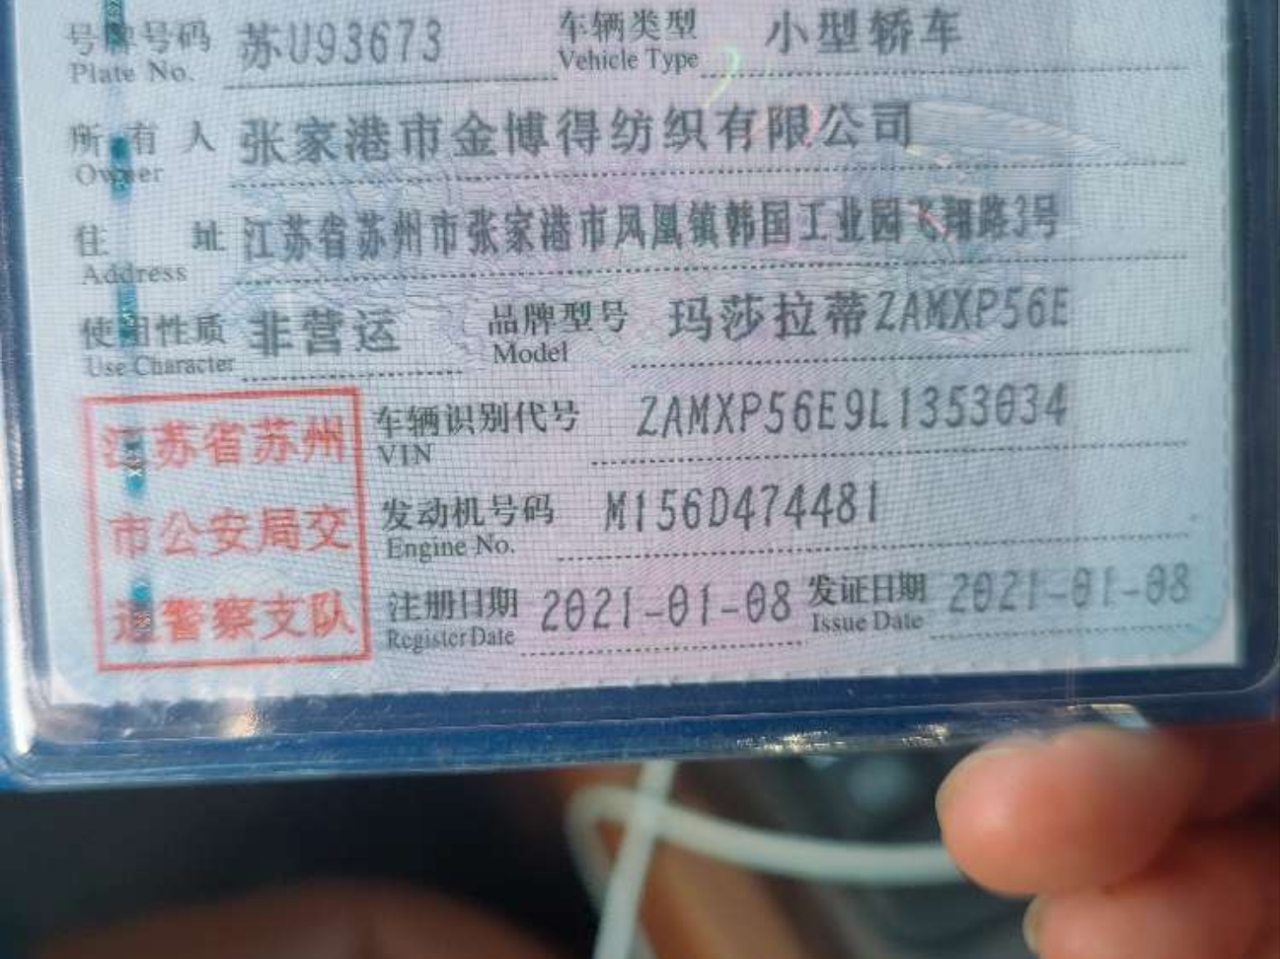 号牌号码 苏U93673 车辆类型 小型轿车
Plate No. Vehicle Type
所有人 张家港市金博得纺织有限公司
Owner
住址 江苏省苏州市张家港市凤凰镇韩国工业园飞翔路3号
Address
使用性质 非营运 品牌型号 玛莎拉蒂ZAMXP56E
Use Character Model
江苏省苏州
市公安局交
通警察支队
车辆识别代号 ZAMXP56E9L1353034
VIN
发动机号码 M156D474481
Engine No.
注册日期 2021-01-08 发证日期 2021-01-08
Register Date Issue Date